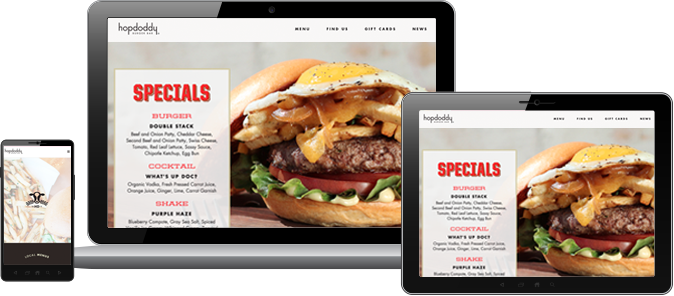 hopdoddy
BURGER BAR
MENU FIND US GIFT CARDS NEWS
SPECIALS
BURGER
DOUBLE STACK
Beef and Onion Patty, Cheddar Cheese,
Second Beef and Onion Patty, Swiss Cheese,
Tomato, Red Leaf Lettuce, Sassy Sauce,
Chipotle Ketchup, Egg Bun
COCKTAIL
WHAT'S UP DOC?
Organic Vodka, Fresh Pressed Carrot Juice,
Orange Juice, Ginger, Lime, Carrot Garnish
SHAKE
PURPLE HAZE
Blueberry Compote, Gray Sea Salt, Spiced
hopdoddy
MENU FIND US GIFT CARDS NEWS
SPECIALS
BURGER
DOUBLE STACK
Beef and Onion Patty, Cheddar Cheese,
Second Beef and Onion Patty, Swiss Cheese,
Tomato, Red Leaf Lettuce, Sassy Sauce,
Chipotle Ketchup, Egg Bun
COCKTAIL
WHAT'S UP DOC?
Organic Vodka, Fresh Pressed Carrot Juice,
Orange Juice, Ginger, Lime, Carrot Garnish
SHAKE
PURPLE HAZE
Blueberry Compote, Gray Sea Salt, Spiced
hopdoddy
LOCAL